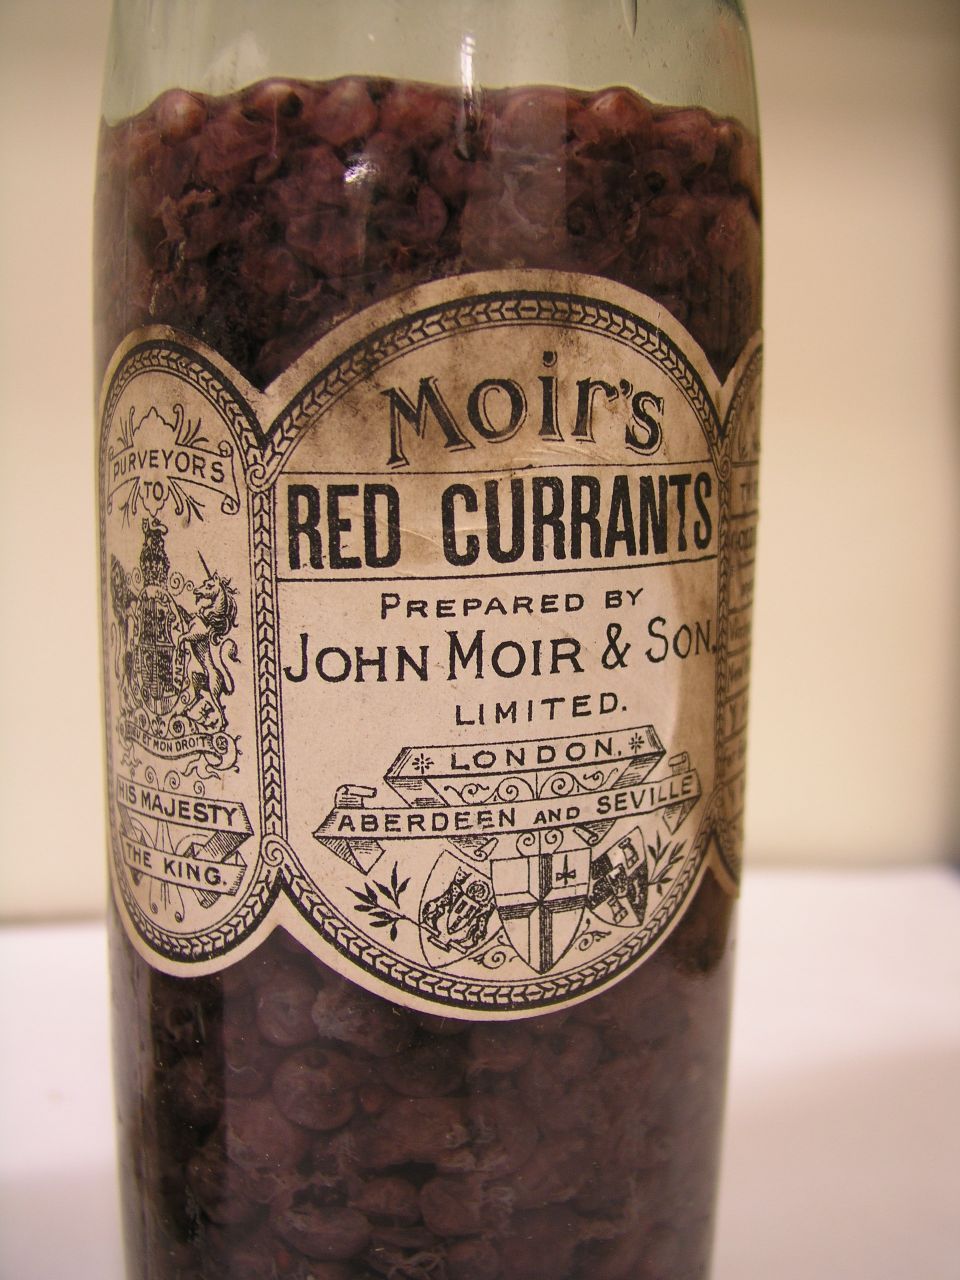 PURVEYORS
TO
DIEU ET MON DROIT
HIS MAJESTY
THE KING.
Moir's
RED CURRANTS
PREPARED BY
JOHN MOIR & SON.
LIMITED.
LONDON.
ABERDEEN AND SEVILLE